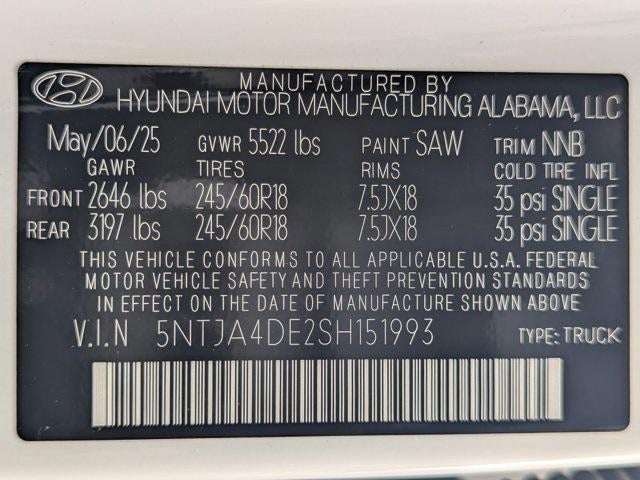 MANUFACTURED BY
HYUNDAI MOTOR MANUFACTURING ALABAMA, LLC
May/06/25 GVWR 5522 lbs PAINT SAW TRIM NNB
GAWR TIRES RIMS COLD TIRE INFL
FRONT 2646 lbs 245/60R18 7.5JX18 35 psi SINGLE
REAR 3197 lbs 245/60R18 7.5JX18 35 psi SINGLE
THIS VEHICLE CONFORMS TO ALL APPLICABLE U.S.A. FEDERAL
MOTOR VEHICLE SAFETY AND THEFT PREVENTION STANDARDS
IN EFFECT ON THE DATE OF MANUFACTURE SHOWN ABOVE
V.I.N 5NTJA4DE2SH151993 TYPE: TRUCK